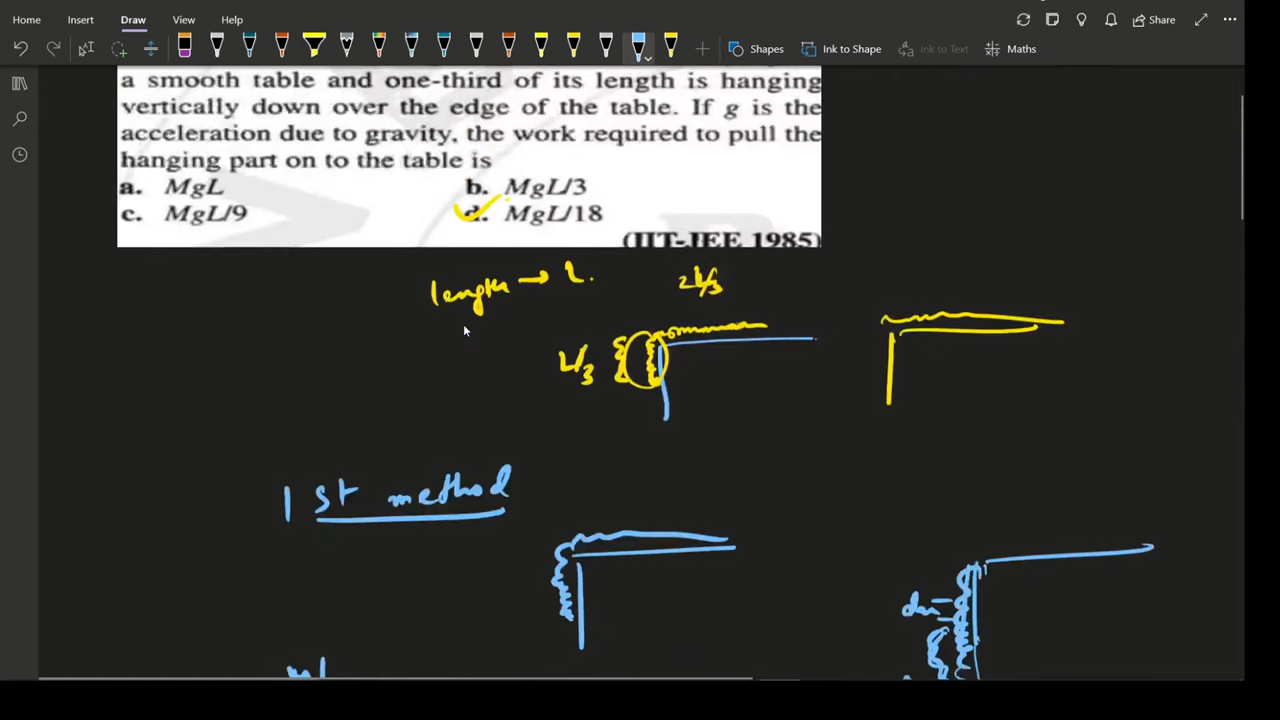 Home Insert Draw View Help
Share
Shapes Ink to Shape Ink to Text Maths
a smooth table and one-third of its length is hanging
vertically down over the edge of the table. If g is the
acceleration due to gravity, the work required to pull the
hanging part on to the table is
a. MgL b. MgL/3
c. MgL/9 d. MgL/18
(IIT-JEE 1985)
length → L.
2L/3
L/3
1 st method